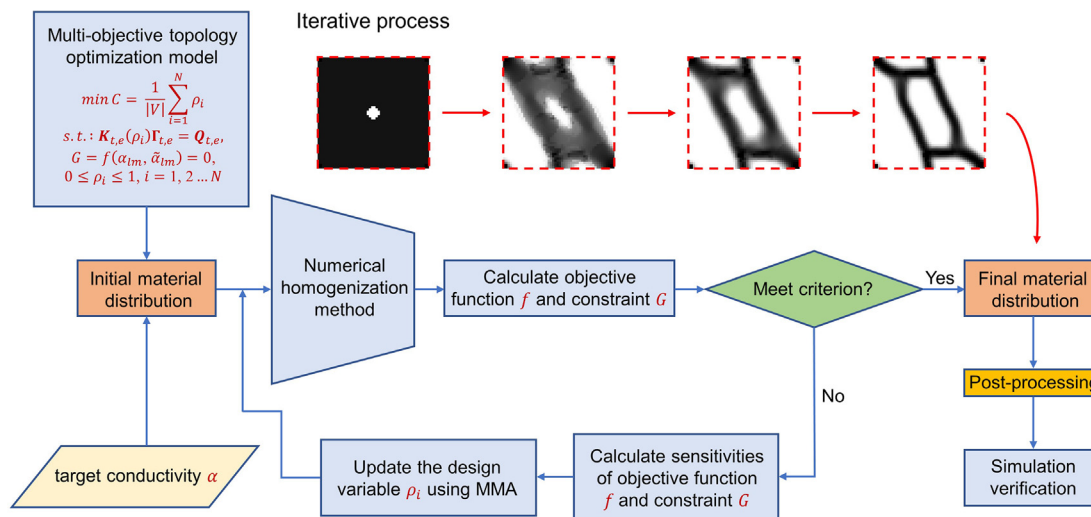 Iterative process
Multi-objective topology
optimization model
min C = 1/|V| ∑_{i=1}^{N} ρ_i
s.t: K_{t,e}(ρ_i)Γ_{t,e} = Q_{t,e},
G = f(α_{lm}, α̃_{lm}) = 0,
0 ≤ ρ_i ≤ 1, i = 1, 2 … N
Initial material
distribution
Numerical
homogenization
method
Calculate objective
function f and constraint G
Meet criterion?
Yes
Final material
distribution
No
Post-processing
target conductivity α
Update the design
variable ρ_i using MMA
Calculate sensitivities
of objective function
f and constraint G
Simulation
verification